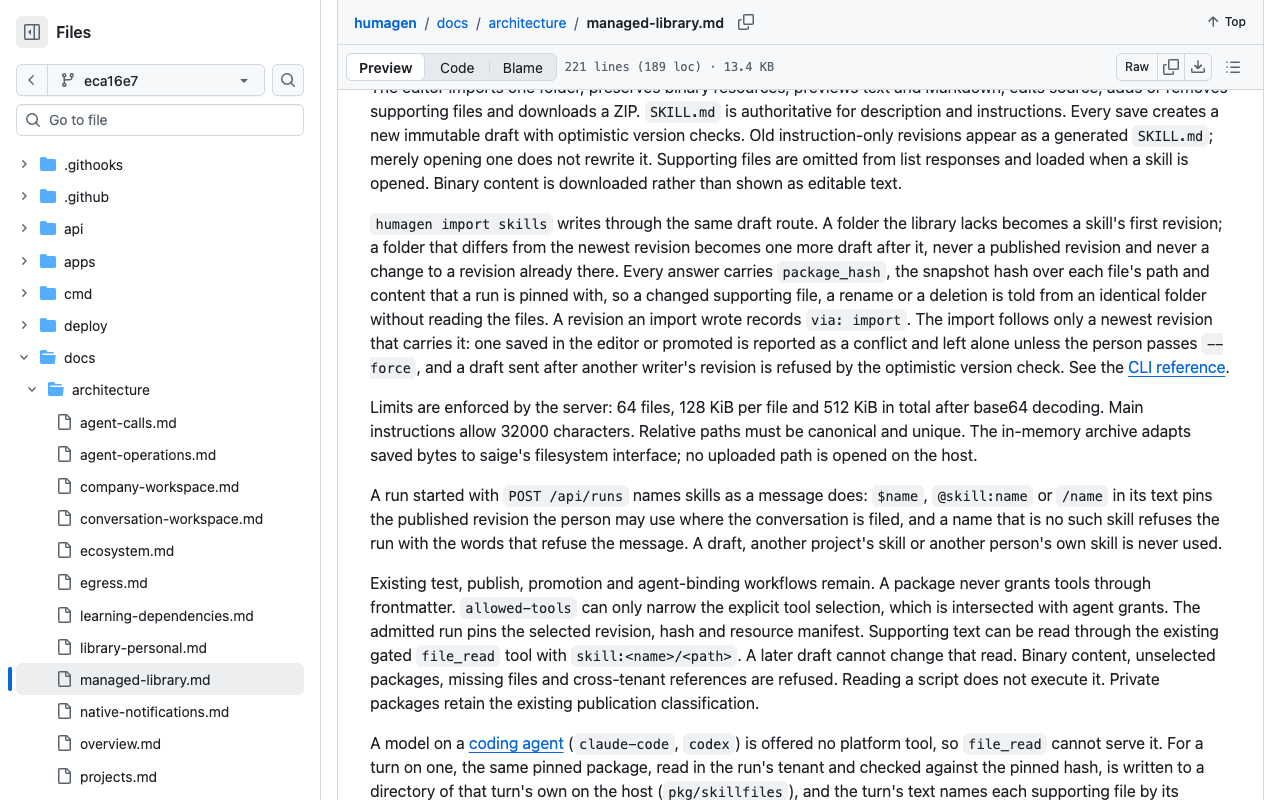 Files
humagen / docs / architecture / managed-library.md
Top
eca16e7
Preview Code Blame 221 lines (189 loc) · 13.4 KB
Raw
Go to file
.githooks
.github
api
apps
cmd
deploy
docs
architecture
agent-calls.md
agent-operations.md
company-workspace.md
conversation-workspace.md
ecosystem.md
egress.md
learning-dependencies.md
library-personal.md
managed-library.md
native-notifications.md
overview.md
projects.md
The editor imports one folder, preserves binary resources, previews text and Markdown, edits source, adds or removes
supporting files and downloads a ZIP. SKILL.md is authoritative for description and instructions. Every save creates a
new immutable draft with optimistic version checks. Old instruction-only revisions appear as a generated SKILL.md;
merely opening one does not rewrite it. Supporting files are omitted from list responses and loaded when a skill is
opened. Binary content is downloaded rather than shown as editable text.
humagen import skills writes through the same draft route. A folder the library lacks becomes a skill's first revision;
a folder that differs from the newest revision becomes one more draft after it, never a published revision and never a
change to a revision already there. Every answer carries package_hash, the snapshot hash over each file's path and
content that a run is pinned with, so a changed supporting file, a rename or a deletion is told from an identical folder
without reading the files. A revision an import wrote records via: import. The import follows only a newest revision
that carries it: one saved in the editor or promoted is reported as a conflict and left alone unless the person passes --
force, and a draft sent after another writer's revision is refused by the optimistic version check. See the CLI reference.
Limits are enforced by the server: 64 files, 128 KiB per file and 512 KiB in total after base64 decoding. Main
instructions allow 32000 characters. Relative paths must be canonical and unique. The in-memory archive adapts
saved bytes to saige's filesystem interface; no uploaded path is opened on the host.
A run started with POST /api/runs names skills as a message does: $name, @skill:name or /name in its text pins
the published revision the person may use where the conversation is filed, and a name that is no such skill refuses the
run with the words that refuse the message. A draft, another project's skill or another person's own skill is never used.
Existing test, publish, promotion and agent-binding workflows remain. A package never grants tools through
frontmatter. allowed-tools can only narrow the explicit tool selection, which is intersected with agent grants. The
admitted run pins the selected revision, hash and resource manifest. Supporting text can be read through the existing
gated file_read tool with skill:<name>/<path>. A later draft cannot change that read. Binary content, unselected
packages, missing files and cross-tenant references are refused. Reading a script does not execute it. Private
packages retain the existing publication classification.
A model on a coding agent (claude-code, codex) is offered no platform tool, so file_read cannot serve it. For a
turn on one, the same pinned package, read in the run's tenant and checked against the pinned hash, is written to a
directory of that turn's own on the host (pkg/skillfiles), and the turn's text names each supporting file by its